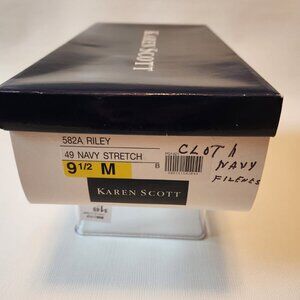 KAREN SCOTT
582A RILEY
49 NAVY STRETCH
9 1/2 M
B
CLOTH
NAVY
FILENES
KAREN SCOTT